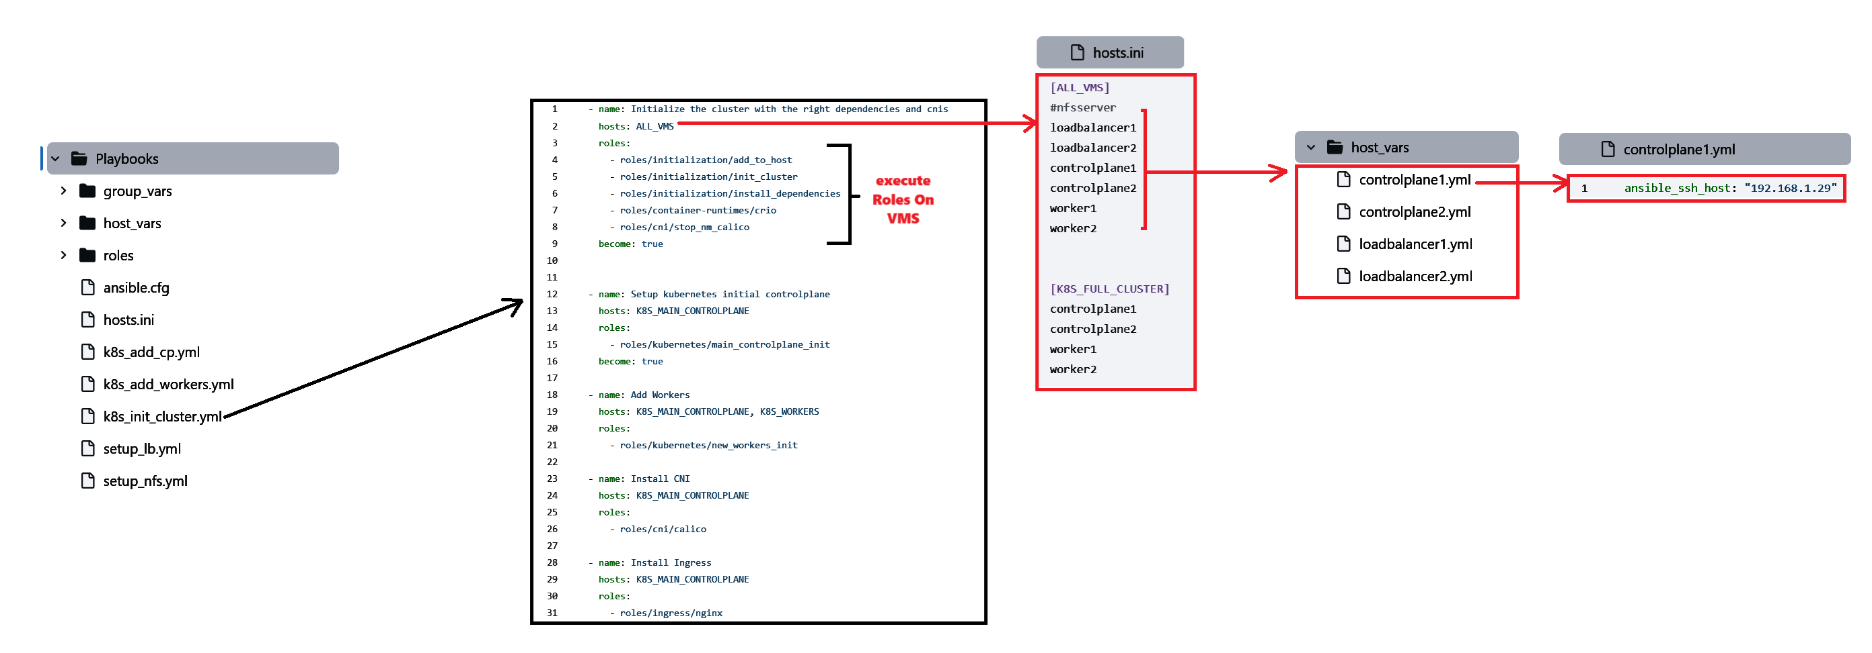 Playbooks
group_vars
host_vars
roles
ansible.cfg
hosts.ini
k8s_add_cp.yml
k8s_add_workers.yml
k8s_init_cluster.yml
setup_lb.yml
setup_nfs.yml
1 - name: Initialize the cluster with the right dependencies and cnis
2 hosts: ALL_VMS
3 roles:
4 - roles/initialization/add_to_host
5 - roles/initialization/init_cluster
6 - roles/initialization/install_dependencies
7 - roles/container-runtimes/crio
8 - roles/cni/stop_nm_calico
9 become: true
10
11
12 - name: Setup kubernetes initial controlplane
13 hosts: K8S_MAIN_CONTROLPLANE
14 roles:
15 - roles/kubernetes/main_controlplane_init
16 become: true
17
18 - name: Add Workers
19 hosts: K8S_MAIN_CONTROLPLANE, K8S_WORKERS
20 roles:
21 - roles/kubernetes/new_workers_init
22
23 - name: Install CNI
24 hosts: K8S_MAIN_CONTROLPLANE
25 roles:
26 - roles/cni/calico
27
28 - name: Install Ingress
29 hosts: K8S_MAIN_CONTROLPLANE
30 roles:
31 - roles/ingress/nginx
execute
Roles On
VMS
hosts.ini
[ALL_VMS]
#nfsserver
loadbalancer1
loadbalancer2
controlplane1
controlplane2
worker1
worker2
[K8S_FULL_CLUSTER]
controlplane1
controlplane2
worker1
worker2
host_vars
controlplane1.yml
controlplane2.yml
loadbalancer1.yml
loadbalancer2.yml
controlplane1.yml
1 ansible_ssh_host: "192.168.1.29"